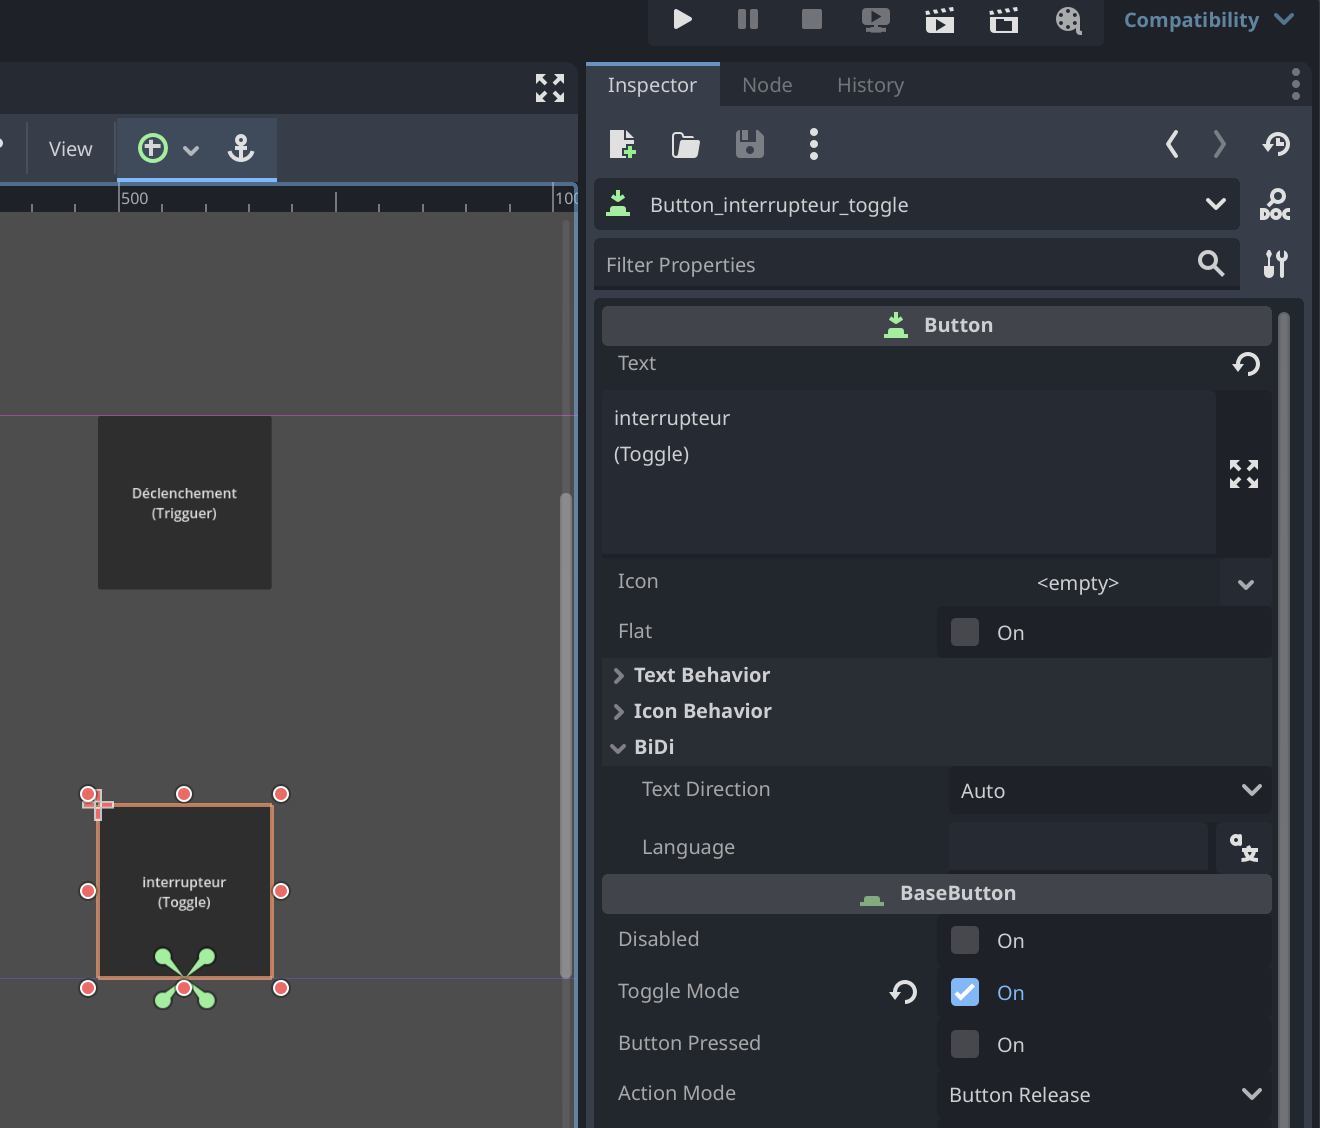 Compatibility
Inspector
Node
History
View
500
100
Button_interrupteur_toggle
DOC
Filter Properties
Button
Text
interrupteur
(Toggle)
Déclenchement
(Trigguer)
Icon
<empty>
Flat
On
Text Behavior
Icon Behavior
BiDi
Text Direction
Auto
Language
interrupteur
(Toggle)
BaseButton
Disabled
On
Toggle Mode
On
Button Pressed
On
Action Mode
Button Release